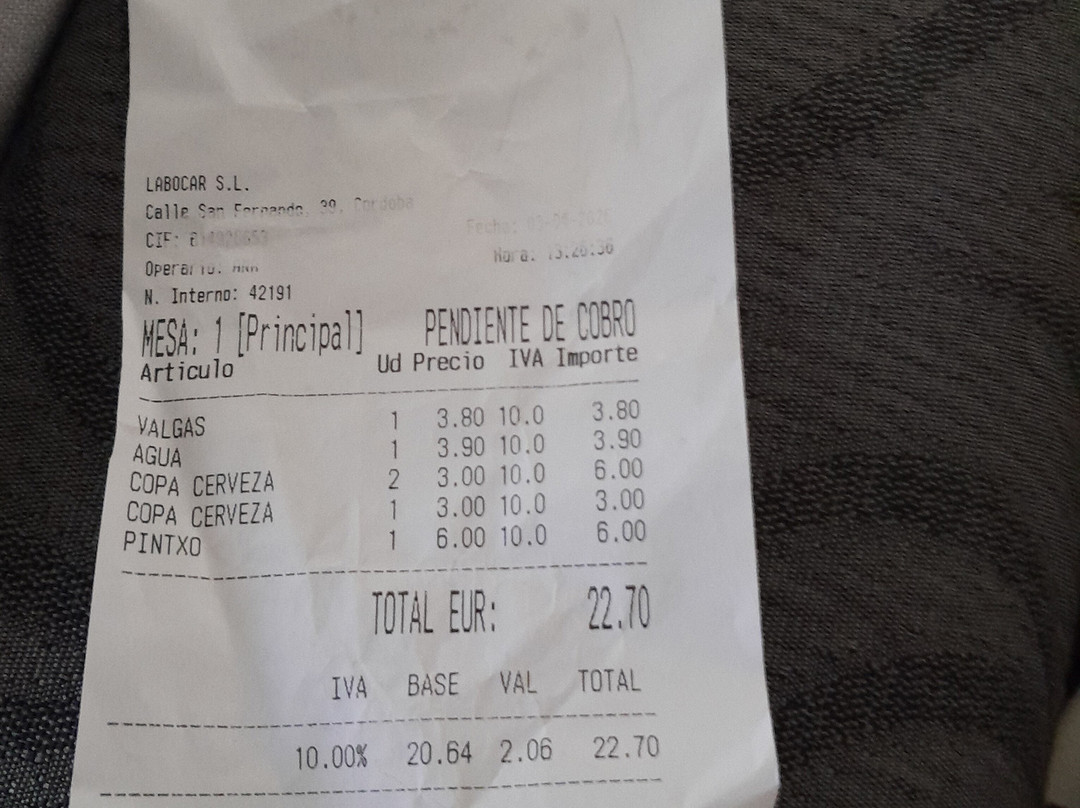 LABOCAR S.L.
Calle San Fernando, 39, Cordoba
CIF:
Operario:
N. Interno: 42191
Fecha:
Hora: 13:26:36
MESA: 1 [Principal] PENDIENTE DE COBRO
Articulo Ud Precio IVA Importe
VALGAS 1 3.80 10.0 3.80
AGUA 1 3.90 10.0 3.90
COPA CERVEZA 2 3.00 10.0 6.00
COPA CERVEZA 1 3.00 10.0 3.00
PINTXO 1 6.00 10.0 6.00
TOTAL EUR: 22.70
IVA BASE VAL TOTAL
10.00% 20.64 2.06 22.70